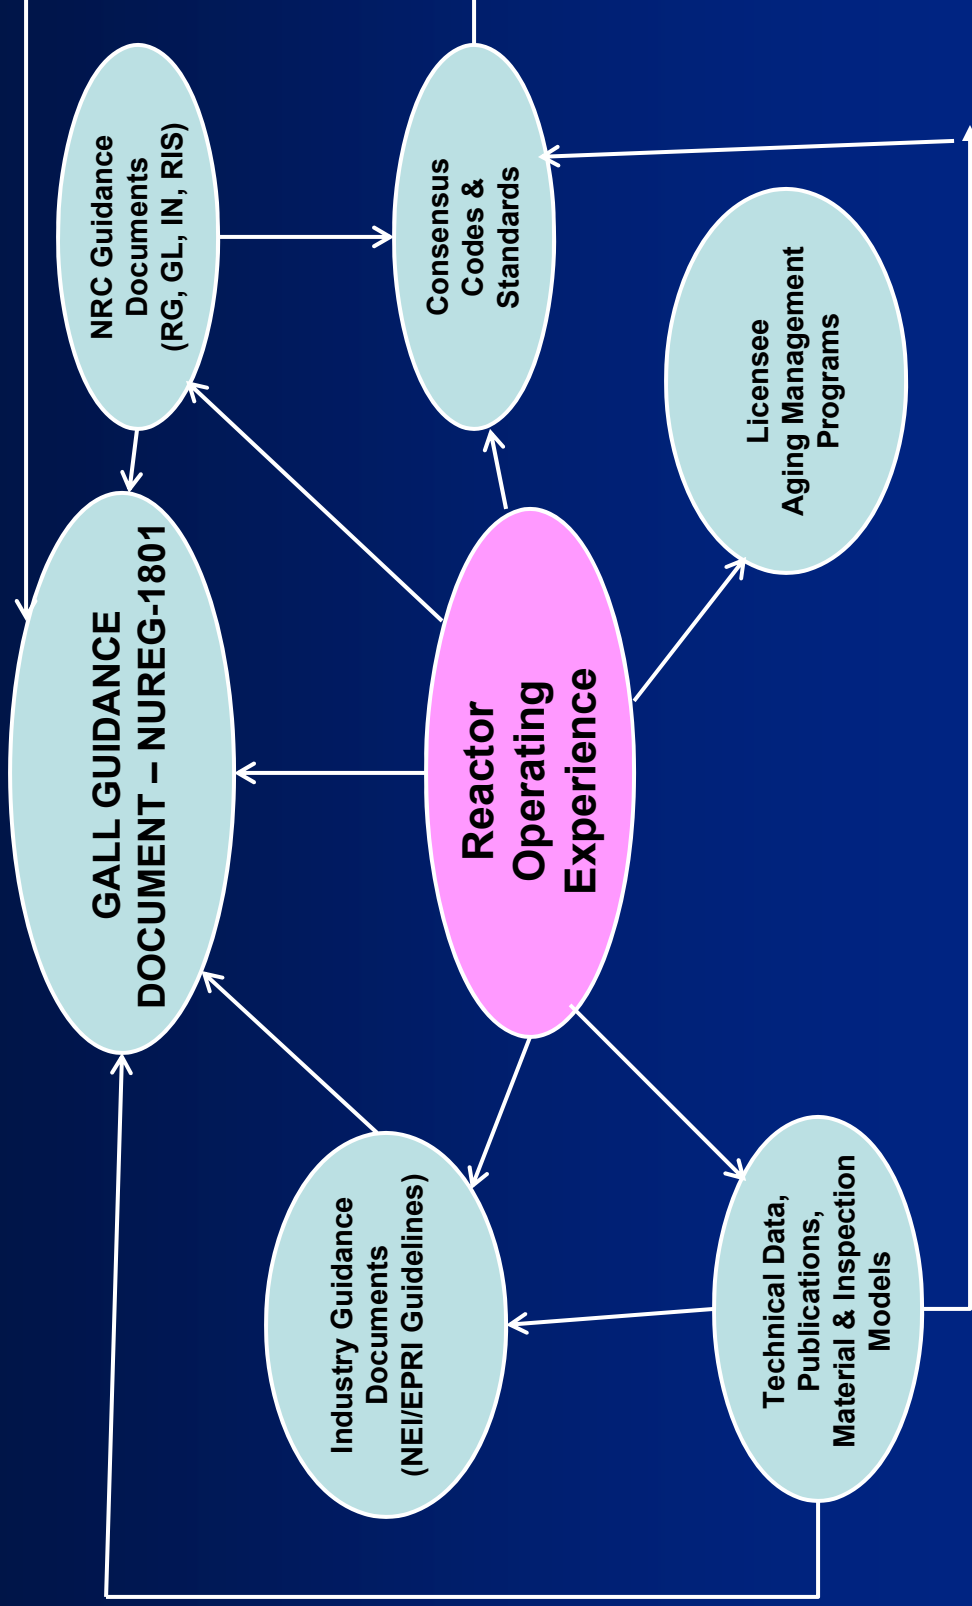 GALL GUIDANCE
DOCUMENT – NUREG-1801
NRC Guidance
Documents
(RG, GL, IN, RIS)
Industry Guidance
Documents
(NEI/EPRI Guidelines)
Reactor
Operating
Experience
Consensus
Codes &
Standards
Technical Data,
Publications,
Material & Inspection
Models
Licensee
Aging Management
Programs